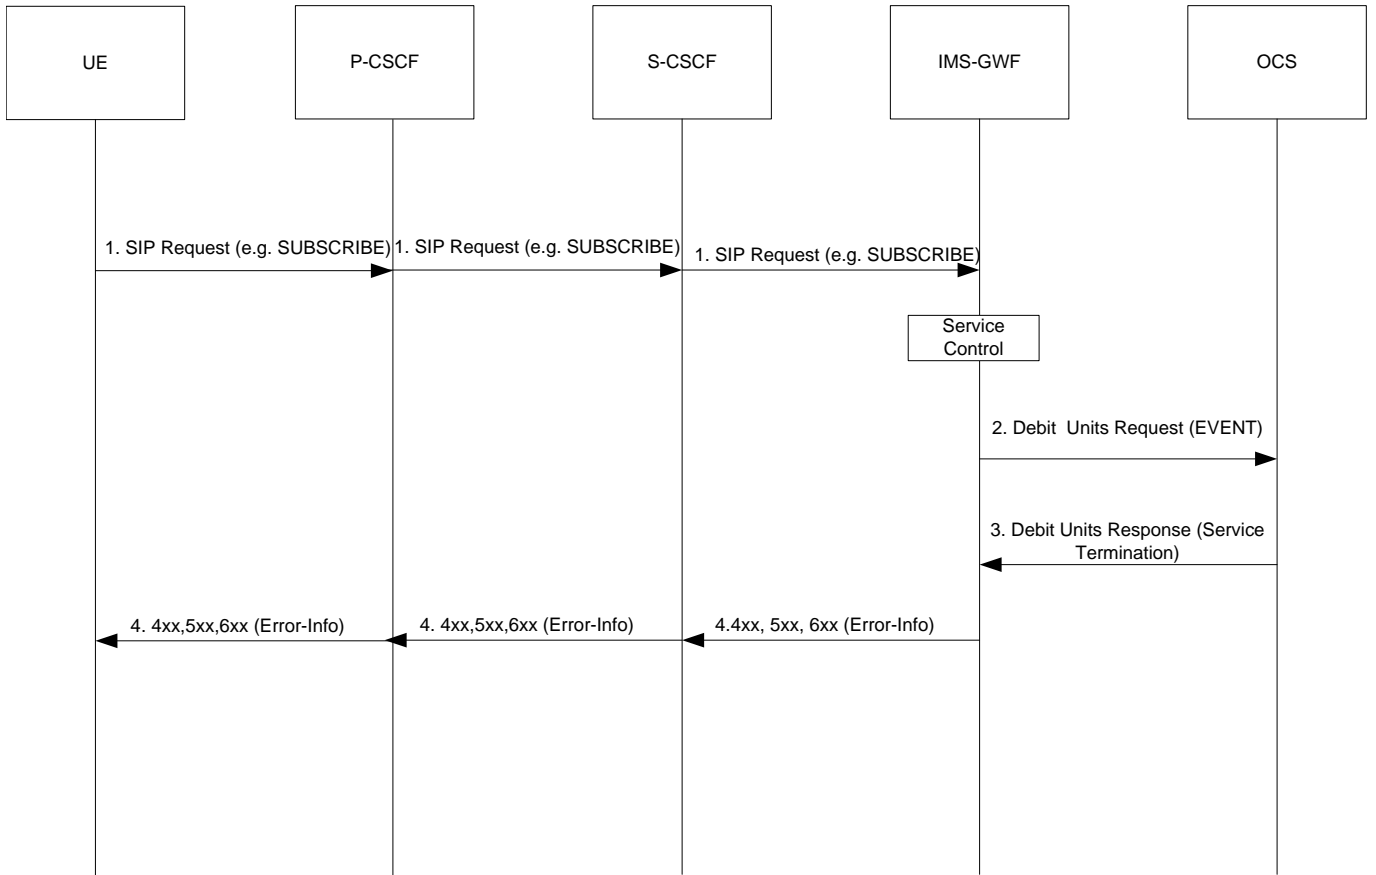 UE
P-CSCF
S-CSCF
IMS-GWF
OCS
1. SIP Request (e.g. SUBSCRIBE)
1. SIP Request (e.g. SUBSCRIBE)
1. SIP Request (e.g. SUBSCRIBE)
Service
Control
2. Debit  Units Request (EVENT)
3. Debit Units Response (Service
Termination)
4. 4xx,5xx,6xx (Error-Info)
4. 4xx,5xx,6xx (Error-Info)
4.4xx, 5xx, 6xx (Error-Info)